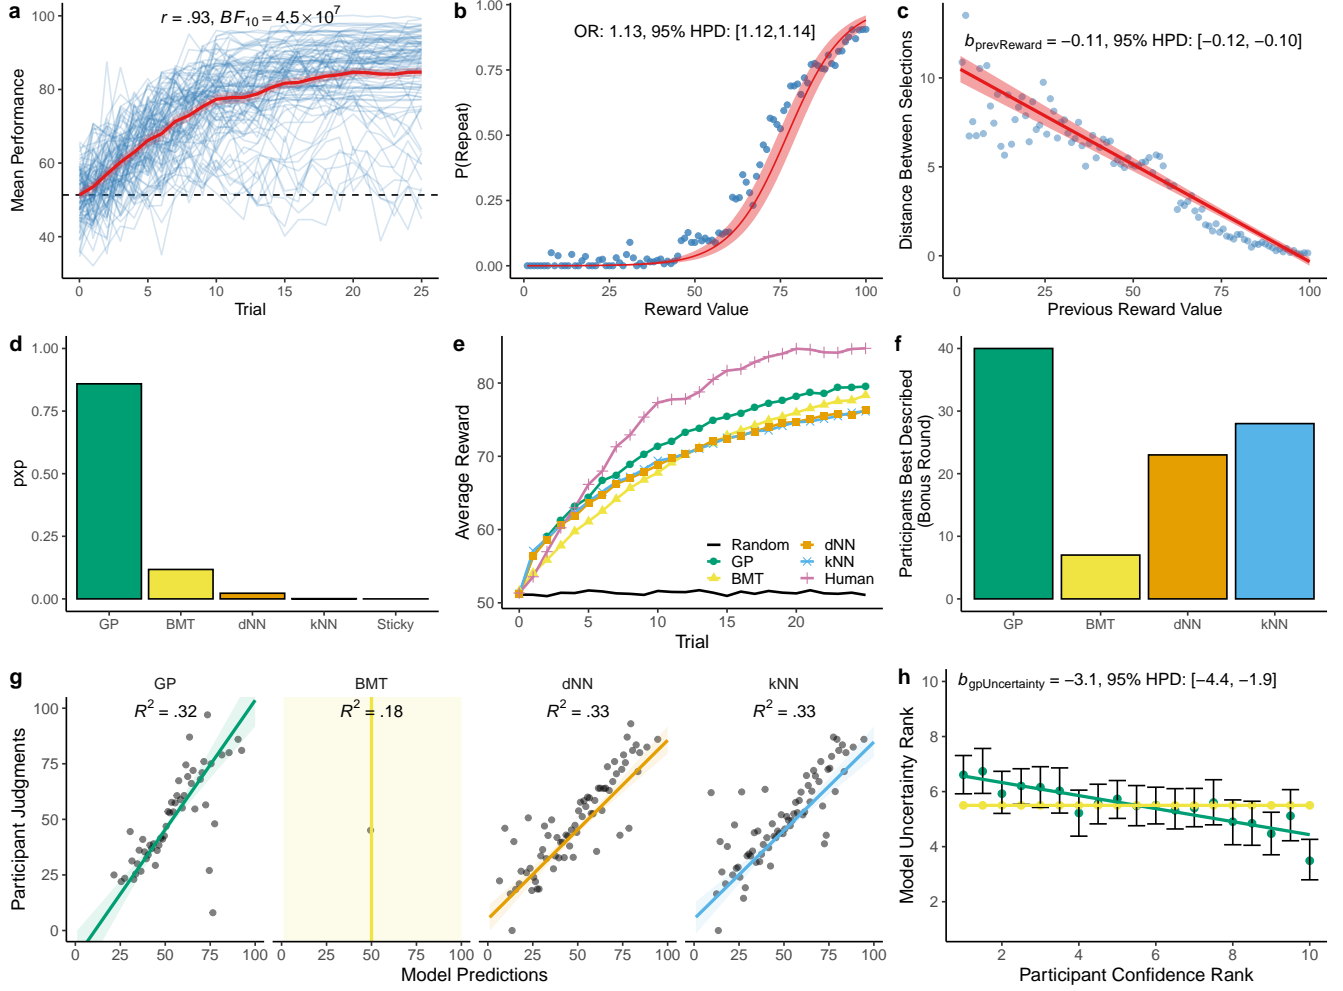 a
r = .93, BF10 = 4.5×10^7
Mean Performance
100
80
60
40
0 5 10 15 20 25
Trial
b
OR: 1.13, 95% HPD: [1.12,1.14]
P(Repeat)
1.00
0.75
0.50
0.25
0.00
0 25 50 75 100
Reward Value
c
b_prevReward = −0.11, 95% HPD: [−0.12, −0.10]
Distance Between Selections
10
5
0
0 25 50 75 100
Previous Reward Value
d
pxp
1.00
0.75
0.50
0.25
0.00
GP BMT dNN kNN Sticky
e
Average Reward
80
70
60
50
Random dNN
GP kNN
BMT Human
0 5 10 15 20
Trial
f
Participants Best Described
(Bonus Round)
40
30
20
10
0
GP BMT dNN kNN
g
GP BMT dNN kNN
R² = .32 R² = .18 R² = .33 R² = .33
Participant Judgments
100
75
50
25
0
0 25 50 75 100 0 25 50 75 100 0 25 50 75 100 0 25 50 75 100
Model Predictions
h
b_gpUncertainty = −3.1, 95% HPD: [−4.4, −1.9]
Model Uncertainty Rank
10
8
6
4
2
2 4 6 8 10
Participant Confidence Rank